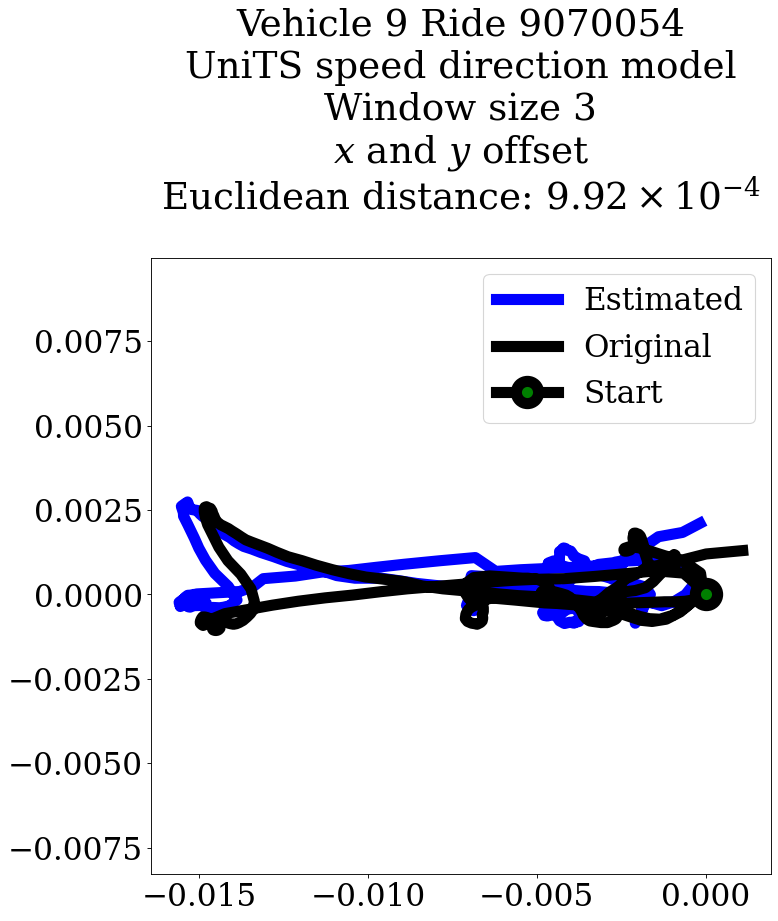 Vehicle 9 Ride 9070054
UniTS speed direction model
Window size 3
x and y offset
Euclidean distance: 9.92 × 10⁻⁴
Estimated
Original
Start
0.0075
0.0050
0.0025
0.0000
−0.0025
−0.0050
−0.0075
−0.015 −0.010 −0.005 0.000